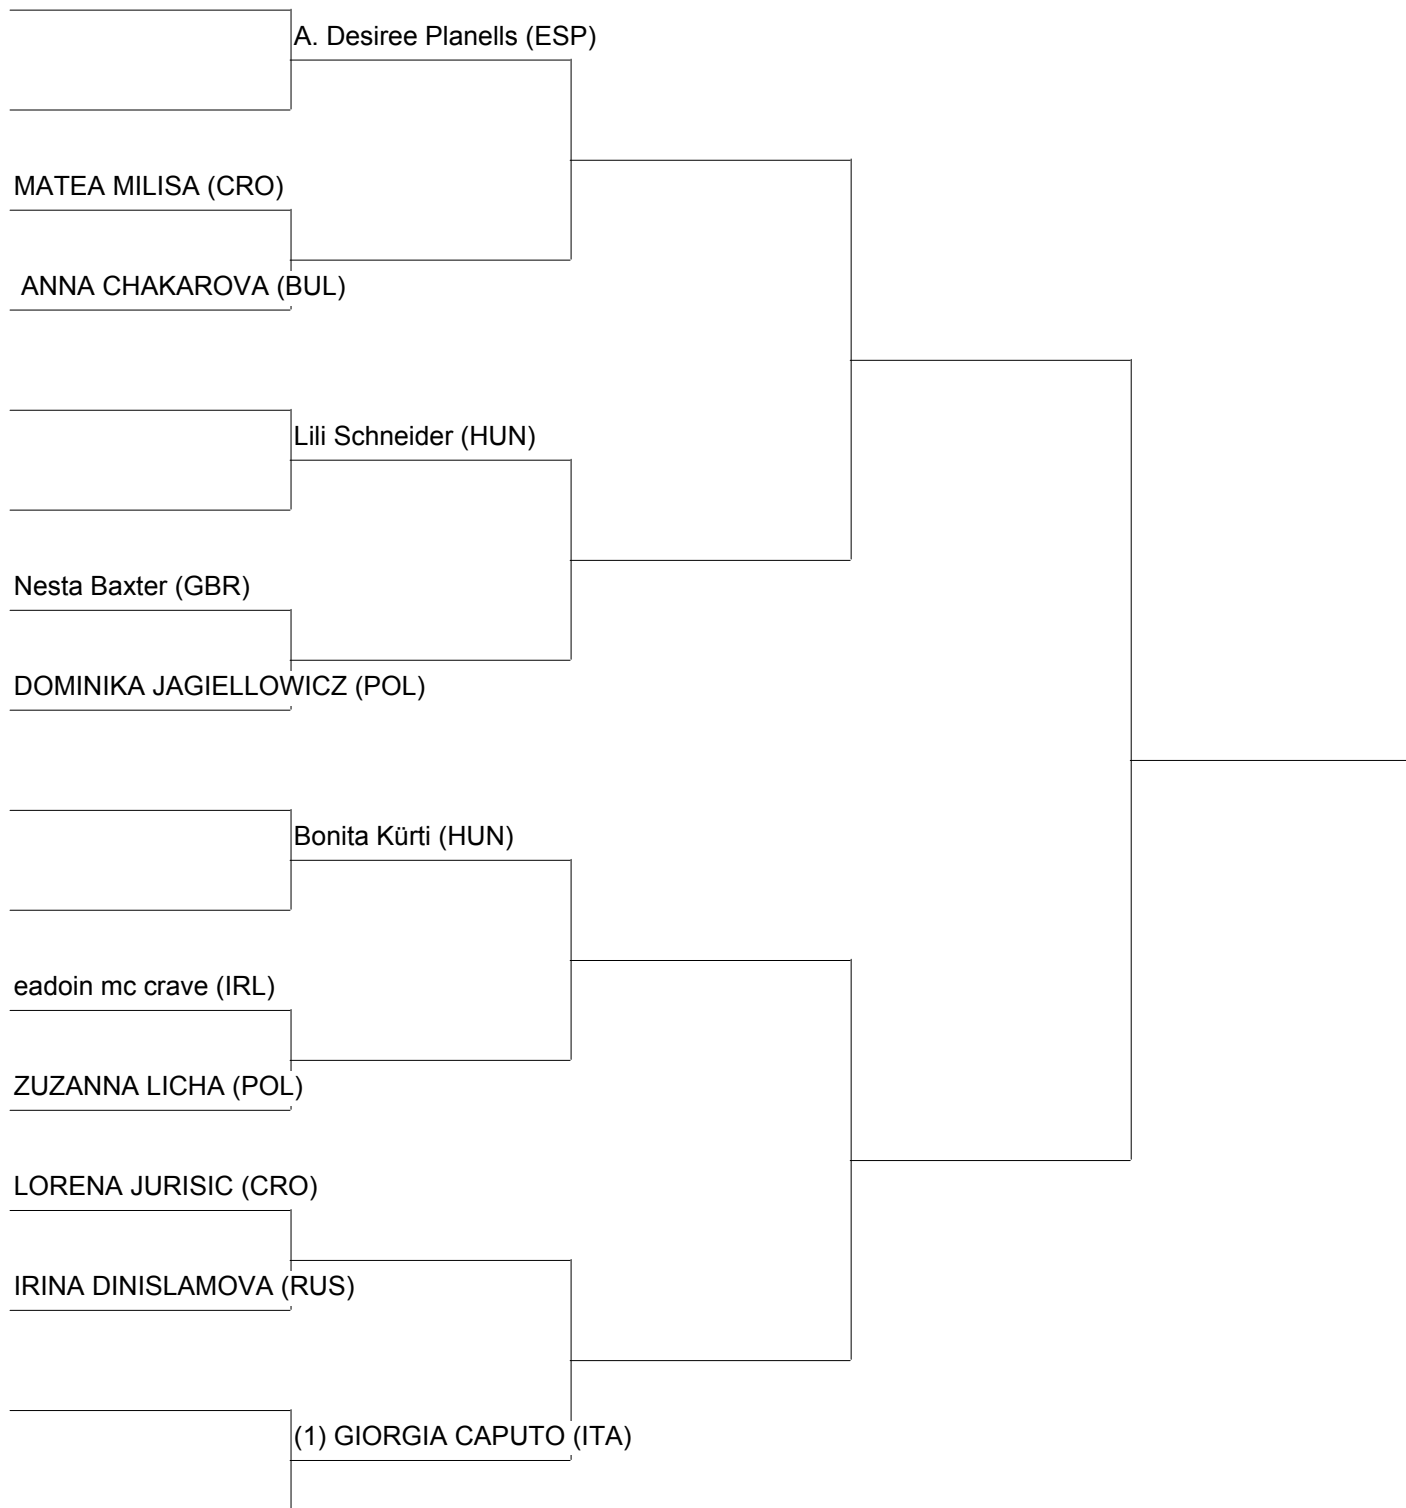 A. Desiree Planells (ESP)
MATEA MILISA (CRO)
ANNA CHAKAROVA (BUL)
Lili Schneider (HUN)
Nesta Baxter (GBR)
DOMINIKA JAGIELLOWICZ (POL)
Bonita Kürti (HUN)
eadoin mc crave (IRL)
ZUZANNA LICHA (POL)
LORENA JURISIC (CRO)
IRINA DINISLAMOVA (RUS)
(1) GIORGIA CAPUTO (ITA)